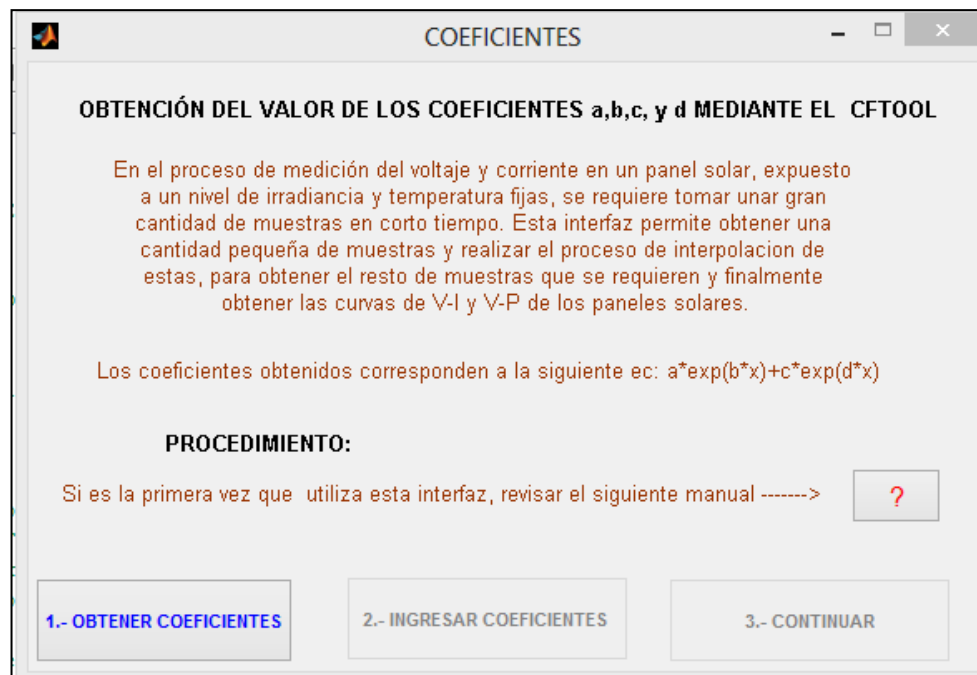 COEFICIENTES
OBTENCIÓN DEL VALOR DE LOS COEFICIENTES a,b,c, y d MEDIANTE EL CFTOOL
En el proceso de medición del voltaje y corriente en un panel solar, expuesto
a un nivel de irradiancia y temperatura fijas, se requiere tomar unar gran
cantidad de muestras en corto tiempo. Esta interfaz permite obtener una
cantidad pequeña de muestras y realizar el proceso de interpolacion de
estas, para obtener el resto de muestras que se requieren y finalmente
obtener las curvas de V-I y V-P de los paneles solares.
Los coeficientes obtenidos corresponden a la siguiente ec: a*exp(b*x)+c*exp(d*x)
PROCEDIMIENTO:
Si es la primera vez que utiliza esta interfaz, revisar el siguiente manual ------->
?
1.- OBTENER COEFICIENTES
2.- INGRESAR COEFICIENTES
3.- CONTINUAR